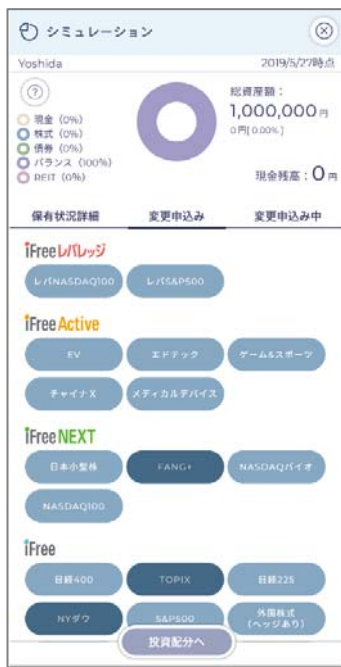 シミュレーション
Yoshida
2019/5/27時点
?
現金 (0%)
株式 (0%)
債券 (0%)
バランス (100%)
REIT (0%)
総資産額：
1,000,000 円
0 円[ 0.00% ]
現金残高：0 円
保有状況詳細 変更申込み 変更申込み中
iFreeレバレッジ
レバNASDAQ100 レバS&P500
iFree Active
EV エドテック ゲーム&スポーツ
チャイナX メディカルデバイス
iFree NEXT
日本小型株 FANG+ NASDAQバイオ
NASDAQ100
iFree
日経400 TOPIX 日経225
NYダウ S&P500 外国株式
(ヘッジあり)
投資配分へ